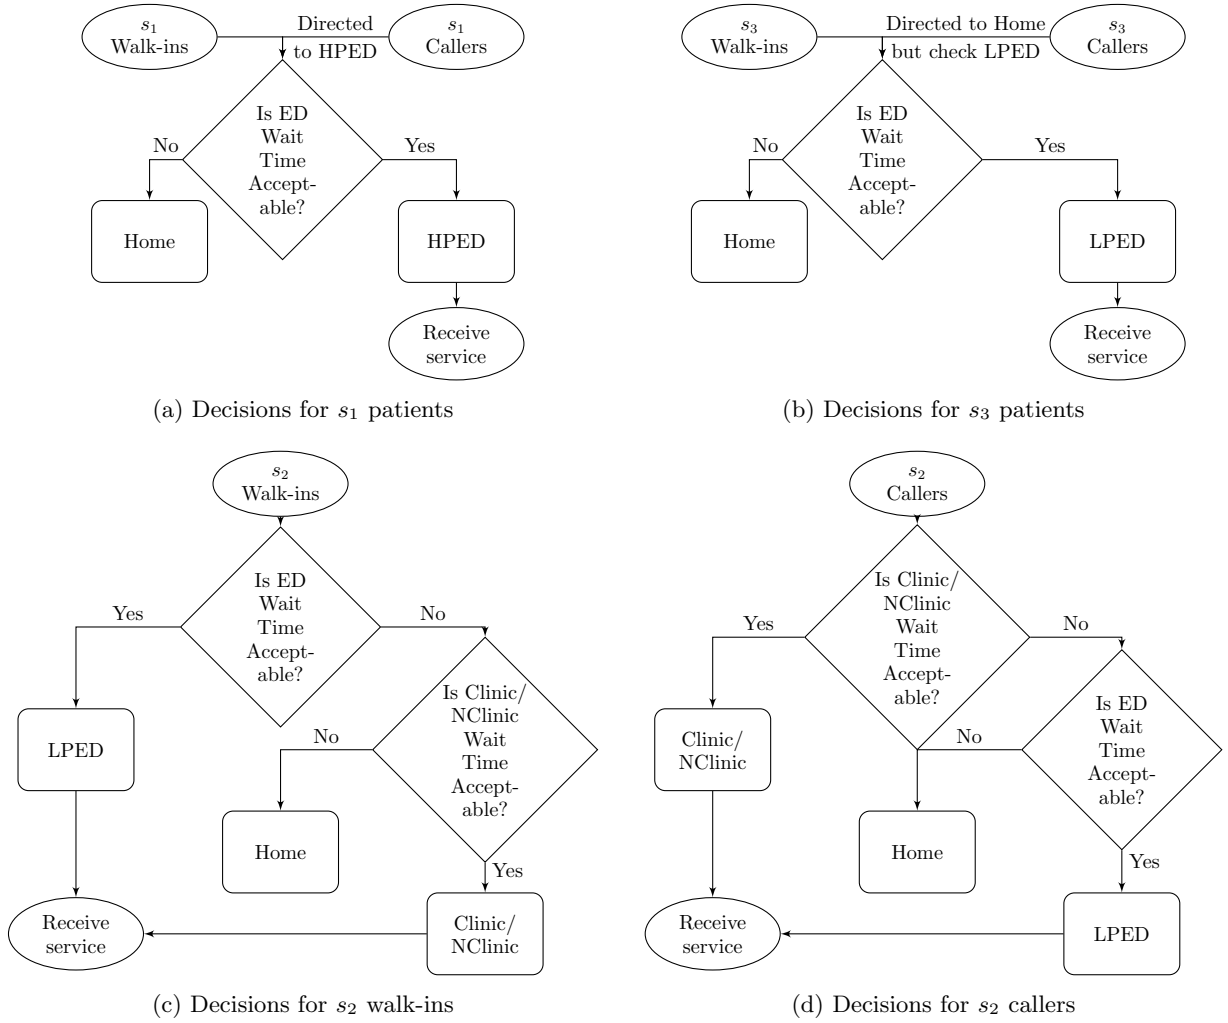 s₁
Walk-ins
Directed
to HPED
s₁
Callers
Is ED
Wait
Time
Accept-
able?
No
Yes
Home
HPED
Receive
service
(a) Decisions for s₁ patients
s₃
Walk-ins
Directed to Home
but check LPED
s₃
Callers
Is ED
Wait
Time
Accept-
able?
No
Yes
Home
LPED
Receive
service
(b) Decisions for s₃ patients
s₂
Walk-ins
Is ED
Wait
Time
Accept-
able?
Yes
No
LPED
Is Clinic/
NClinic
Wait
Time
Accept-
able?
No
Home
Yes
Clinic/
NClinic
Receive
service
(c) Decisions for s₂ walk-ins
s₂
Callers
Is Clinic/
NClinic
Wait
Time
Accept-
able?
Yes
No
Clinic/
NClinic
Is ED
Wait
Time
Accept-
able?
No
Home
Yes
LPED
Receive
service
(d) Decisions for s₂ callers